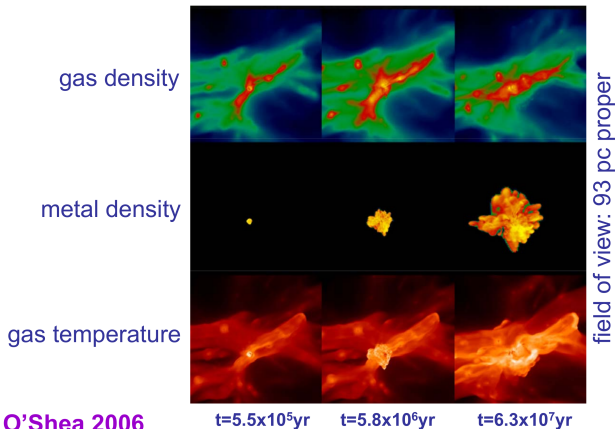 gas density
metal density
gas temperature
field of view: 93 pc proper
O'Shea 2006
t=5.5x10⁵yr
t=5.8x10⁶yr
t=6.3x10⁷yr